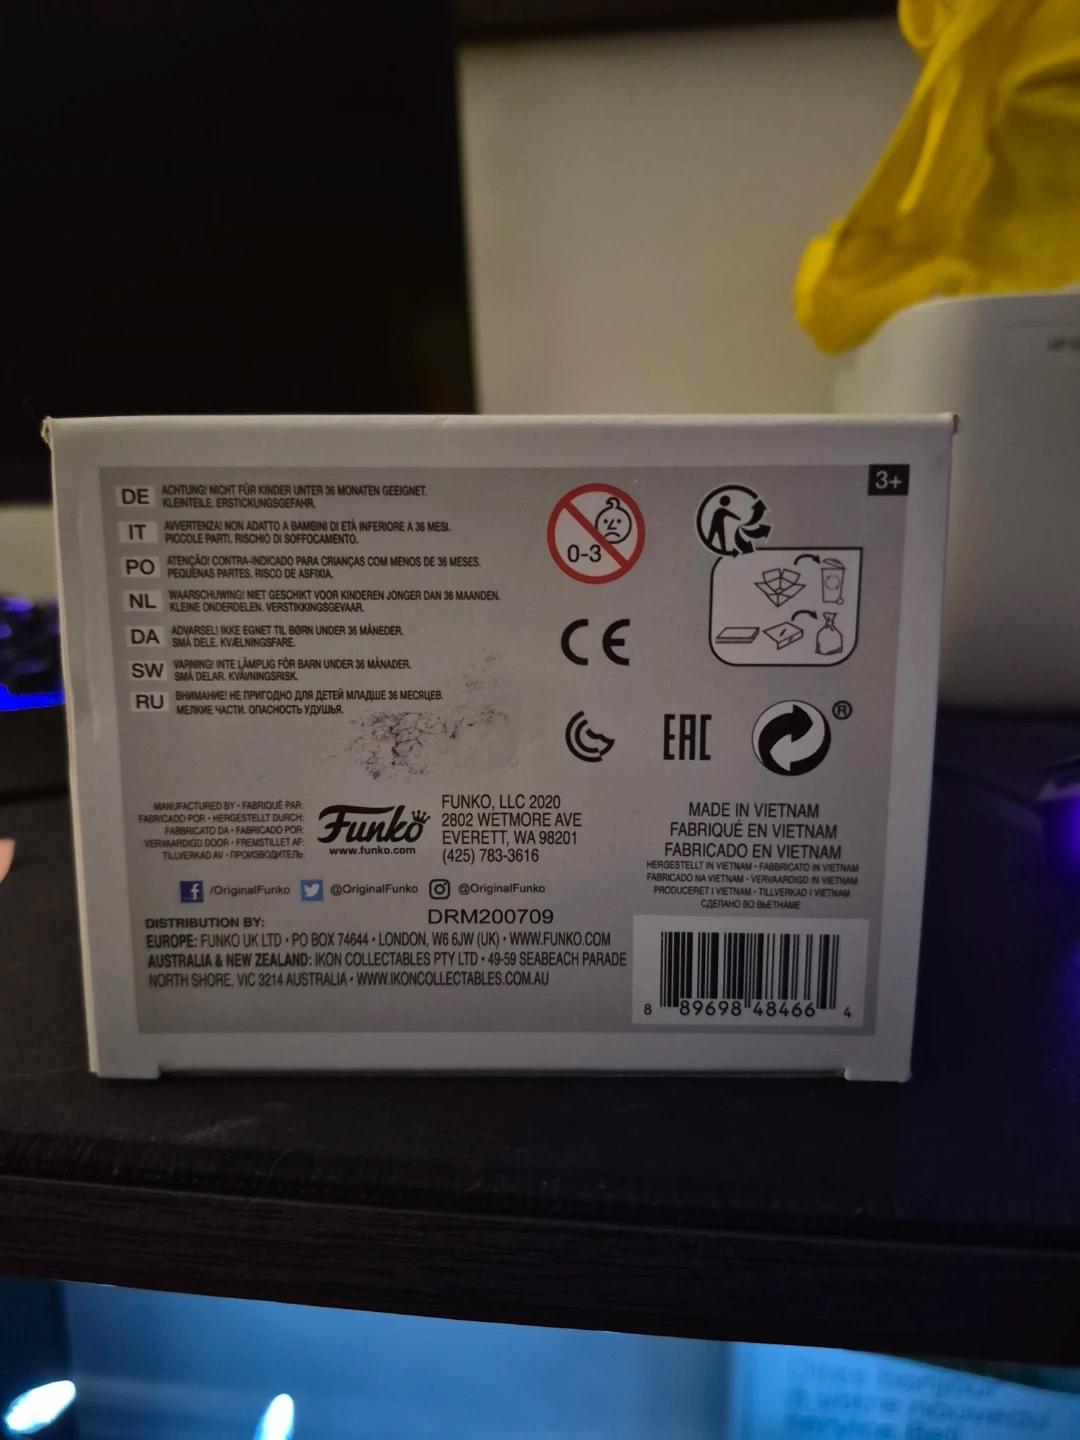 3+
DE ACHTUNG! NICHT FÜR KINDER UNTER 36 MONATEN GEEIGNET.
KLEINTEILE. ERSTICKUNGSGEFAHR.
IT AVVERTENZA! NON ADATTO A BAMBINI DI ETÀ INFERIORE A 36 MESI.
PICCOLE PARTI. RISCHIO DI SOFFOCAMENTO.
PO ATENÇÃO! CONTRA-INDICADO PARA CRIANÇAS COM MENOS DE 36 MESES.
PEQUENAS PARTES. RISCO DE ASFIXIA.
NL WAARSCHUWING! NIET GESCHIKT VOOR KINDEREN JONGER DAN 36 MAANDEN.
KLEINE ONDERDELEN. VERSTIKKINGSGEVAAR.
DA ADVARSEL! IKKE EGNET TIL BØRN UNDER 36 MÅNEDER.
SMÅ DELE. KVÆLNINGSFARE.
SW VARNING! INTE LÄMPLIG FÖR BARN UNDER 36 MÅNADER.
SMÅ DELAR. KVÄVNINGSRISK.
RU ВНИМАНИЕ! НЕ ПРИГОДНО ДЛЯ ДЕТЕЙ МЛАДШЕ 36 МЕСЯЦЕВ.
МЕЛКИЕ ЧАСТИ. ОПАСНОСТЬ УДУШЬЯ.
0-3
CE
EAC
®
MANUFACTURED BY • FABRIQUÉ PAR:
FABRICADO POR • HERGESTELLT DURCH:
FABBRICATO DA • FABRICADO POR:
VERVAARDIGD DOOR • FREMSTILLET AF:
TILLVERKAD AV • ПРОИЗВОДИТЕЛЬ:
Funko
www.funko.com
FUNKO, LLC 2020
2802 WETMORE AVE
EVERETT, WA 98201
(425) 783-3616
MADE IN VIETNAM
FABRIQUÉ EN VIETNAM
FABRICADO EN VIETNAM
HERGESTELLT IN VIETNAM • FABBRICATO IN VIETNAM
FABRICADO NA VIETNAM • VERVAARDIGD IN VIETNAM
PRODUCERET I VIETNAM • TILLVERKAD I VIETNAM
СДЕЛАНО ВО ВЬЕТНАМЕ
/OriginalFunko @OriginalFunko @OriginalFunko
DRM200709
DISTRIBUTION BY:
EUROPE: FUNKO UK LTD • PO BOX 74644 • LONDON, W6 6JW (UK) • WWW.FUNKO.COM
AUSTRALIA & NEW ZEALAND: IKON COLLECTABLES PTY LTD • 49-59 SEABEACH PARADE
NORTH SHORE, VIC 3214 AUSTRALIA • WWW.IKONCOLLECTABLES.COM.AU
8 89698 48466 4